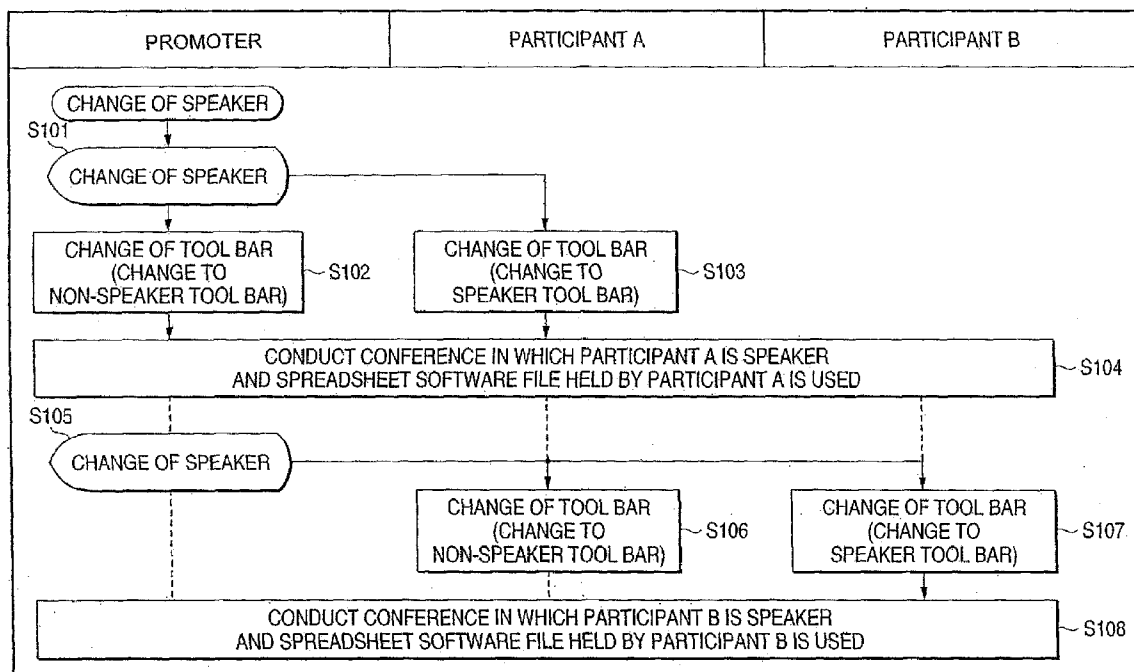 PROMOTER
PARTICIPANT A
PARTICIPANT B
CHANGE OF SPEAKER
S101
CHANGE OF SPEAKER
CHANGE OF TOOL BAR
(CHANGE TO
NON-SPEAKER TOOL BAR)
S102
CHANGE OF TOOL BAR
(CHANGE TO
SPEAKER TOOL BAR)
S103
CONDUCT CONFERENCE IN WHICH PARTICIPANT A IS SPEAKER
AND SPREADSHEET SOFTWARE FILE HELD BY PARTICIPANT A IS USED
S104
S105
CHANGE OF SPEAKER
CHANGE OF TOOL BAR
(CHANGE TO
NON-SPEAKER TOOL BAR)
S106
CHANGE OF TOOL BAR
(CHANGE TO
SPEAKER TOOL BAR)
S107
CONDUCT CONFERENCE IN WHICH PARTICIPANT B IS SPEAKER
AND SPREADSHEET SOFTWARE FILE HELD BY PARTICIPANT B IS USED
S108